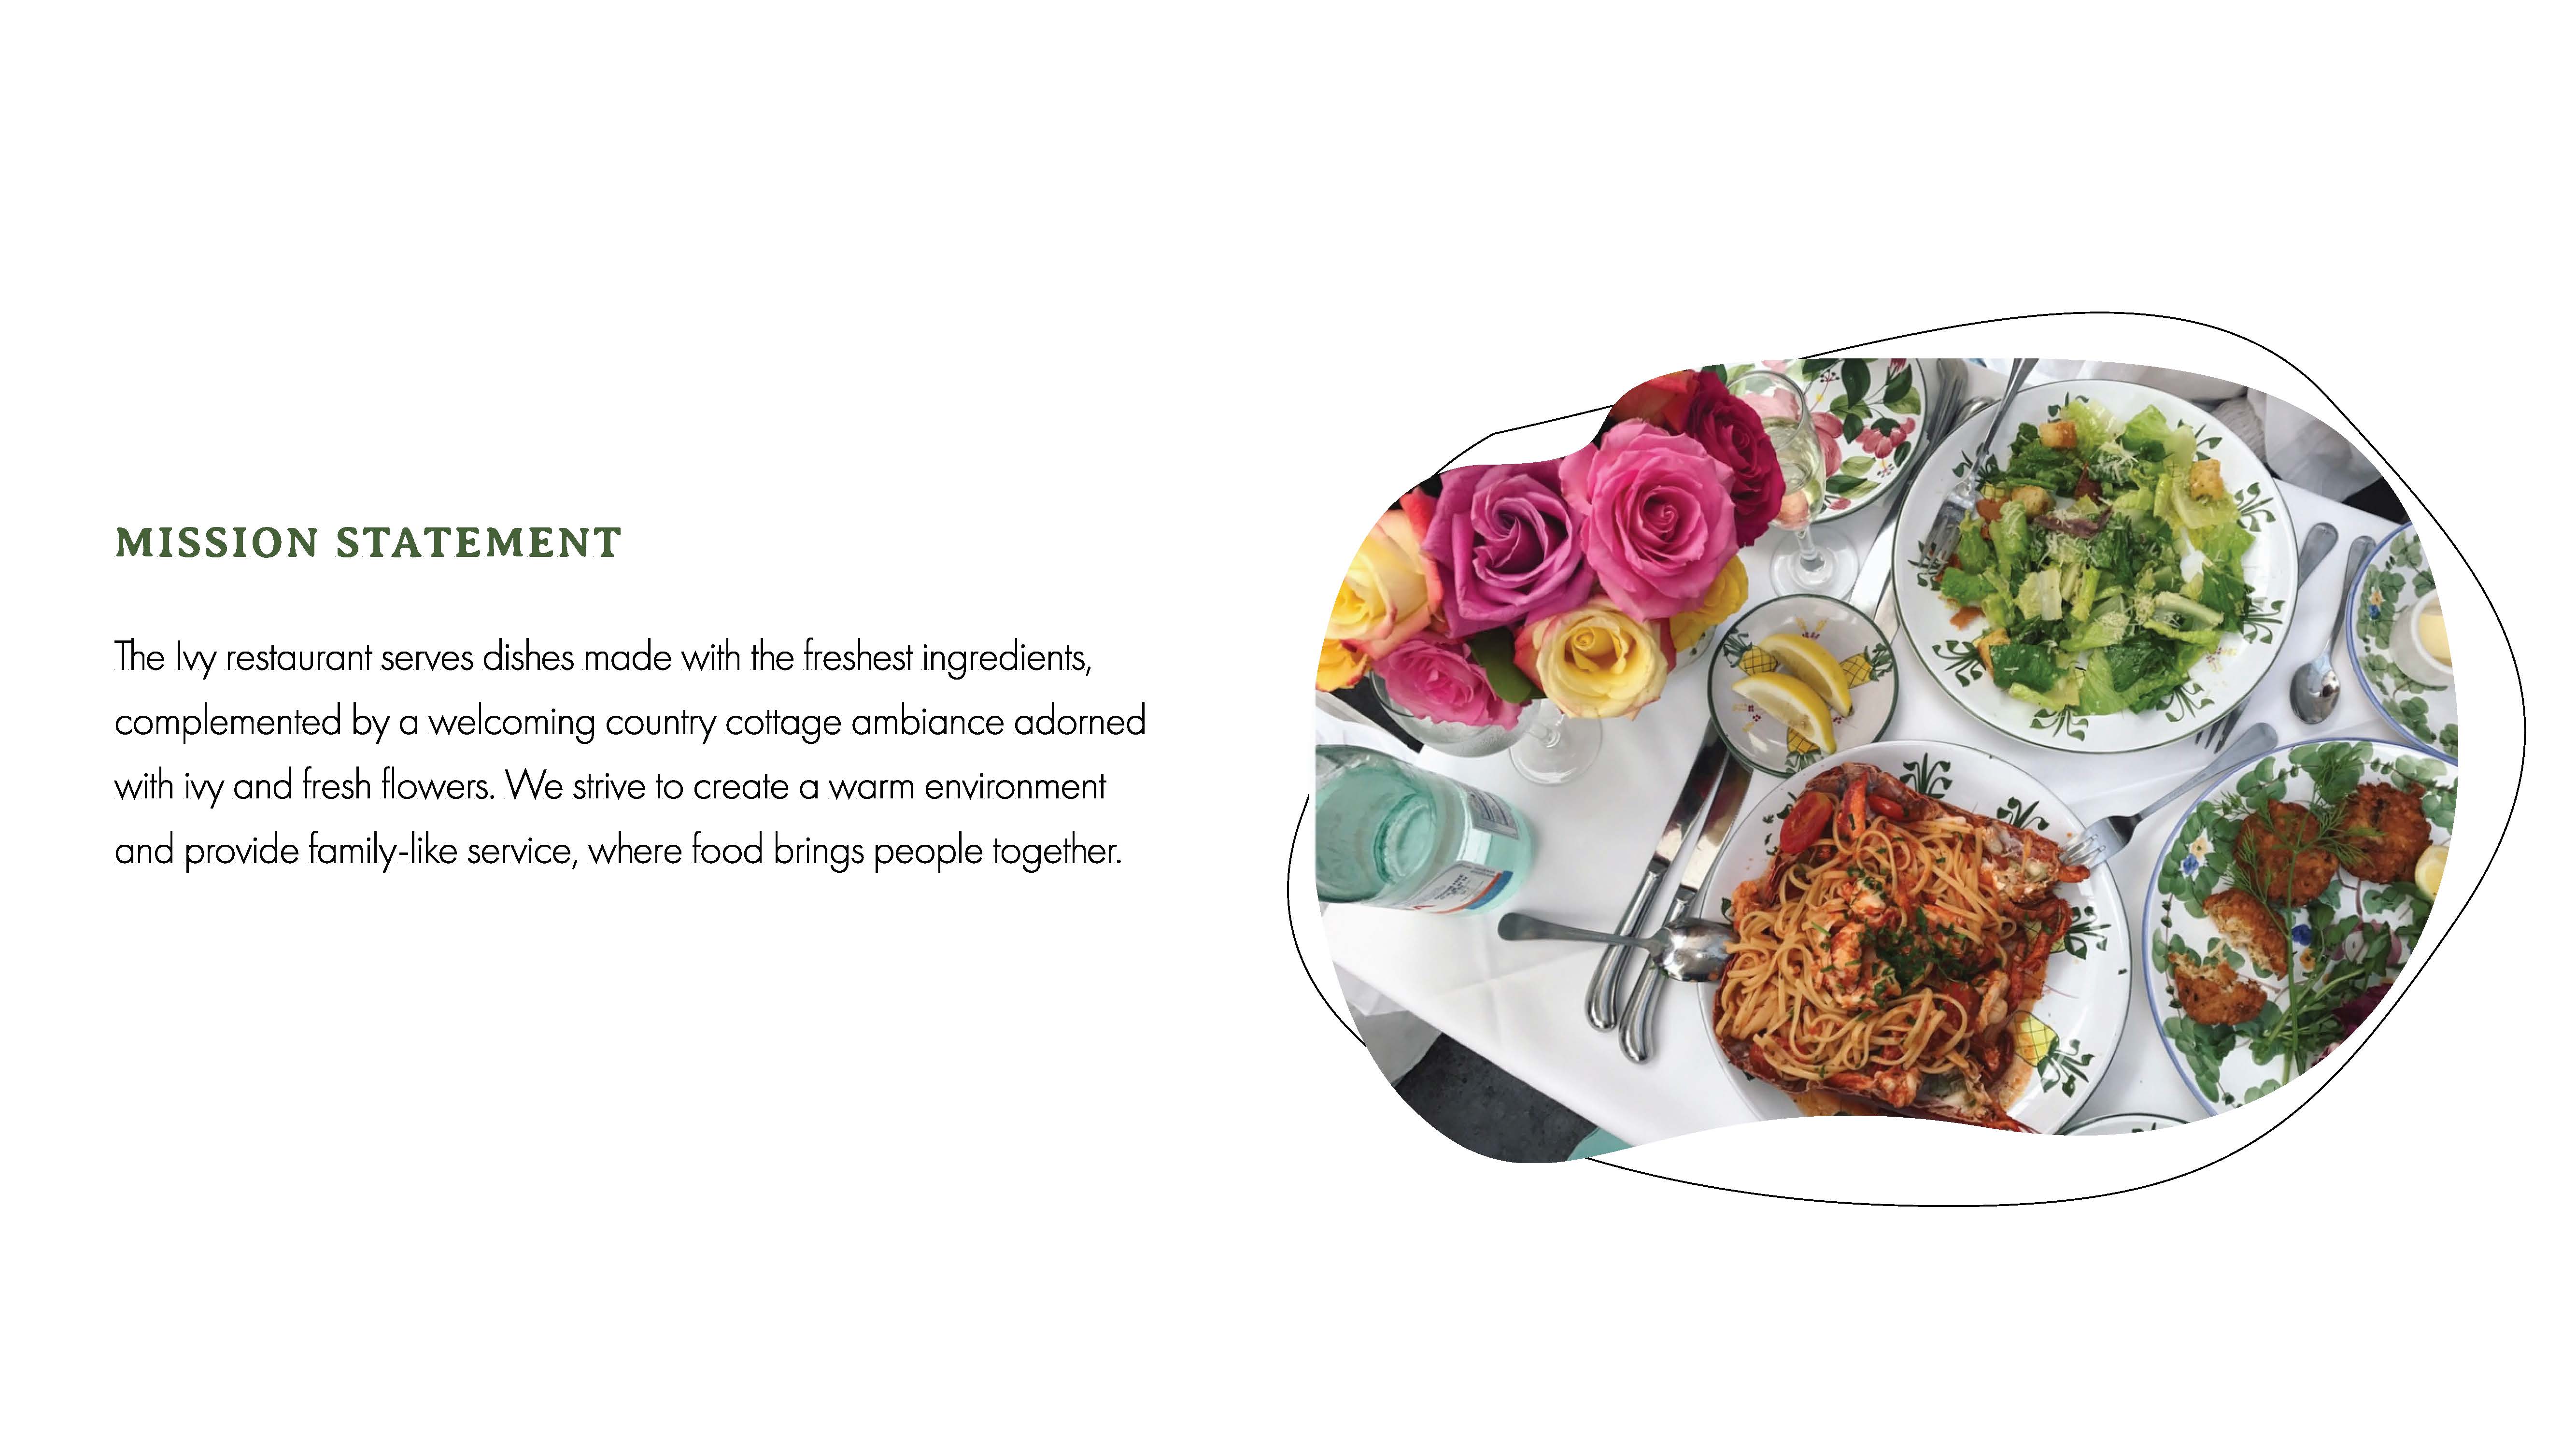 MISSION STATEMENT
The Ivy restaurant serves dishes made with the freshest ingredients,
complemented by a welcoming country cottage ambiance adorned
with ivy and fresh flowers. We strive to create a warm environment
and provide family-like service, where food brings people together.